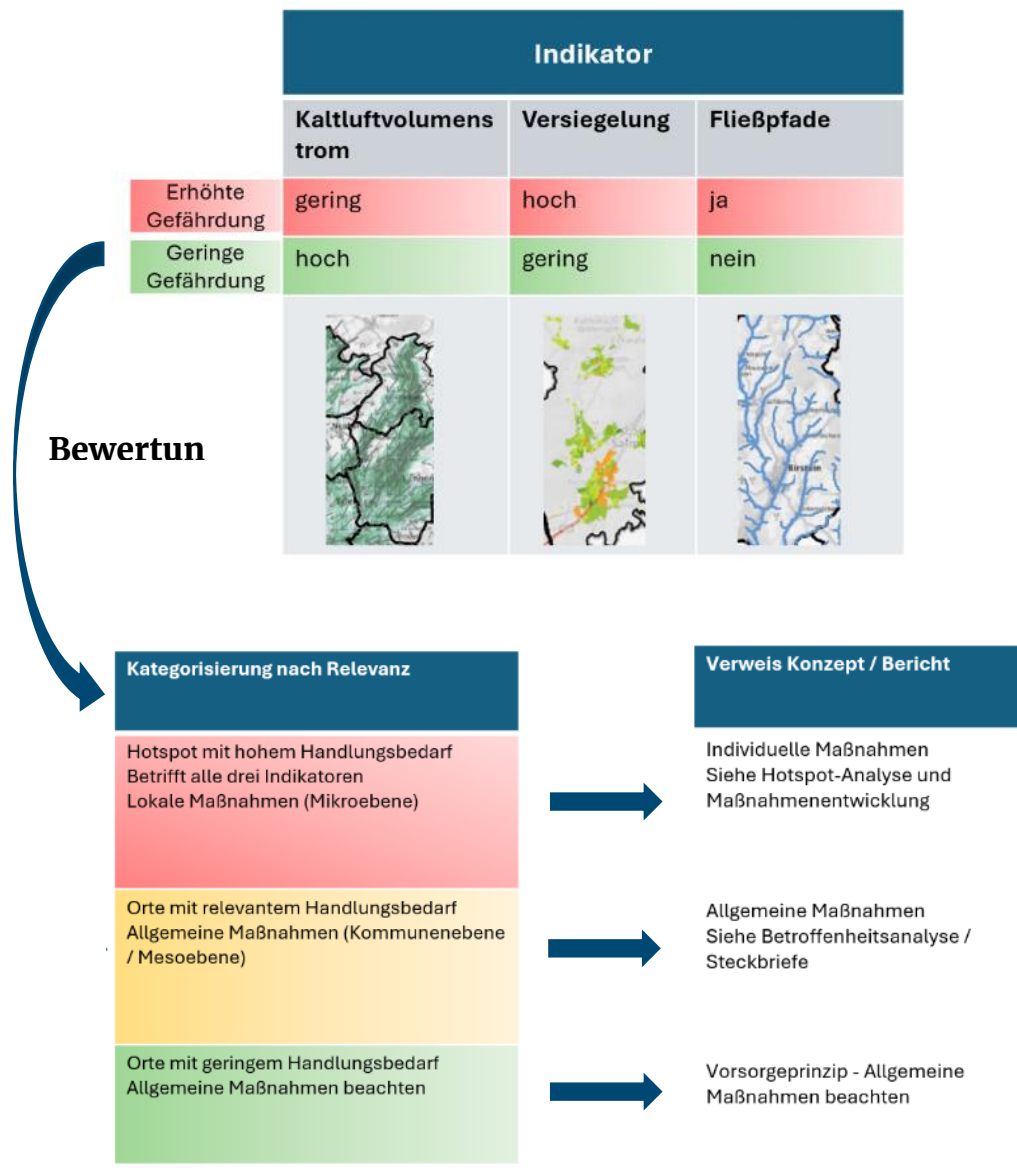 Indikator
Kaltluftvolumens
trom
Versiegelung
Fließpfade
Erhöhte
Gefährdung
gering
hoch
ja
Geringe
Gefährdung
hoch
gering
nein
Birstein
Bewertun
Kategorisierung nach Relevanz
Verweis Konzept / Bericht
Hotspot mit hohem Handlungsbedarf
Betrifft alle drei Indikatoren
Lokale Maßnahmen (Mikroebene)
Individuelle Maßnahmen
Siehe Hotspot-Analyse und
Maßnahmenentwicklung
Orte mit relevantem Handlungsbedarf
Allgemeine Maßnahmen (Kommunenebene
/ Mesoebene)
Allgemeine Maßnahmen
Siehe Betroffenheitsanalyse /
Steckbriefe
Orte mit geringem Handlungsbedarf
Allgemeine Maßnahmen beachten
Vorsorgeprinzip - Allgemeine
Maßnahmen beachten